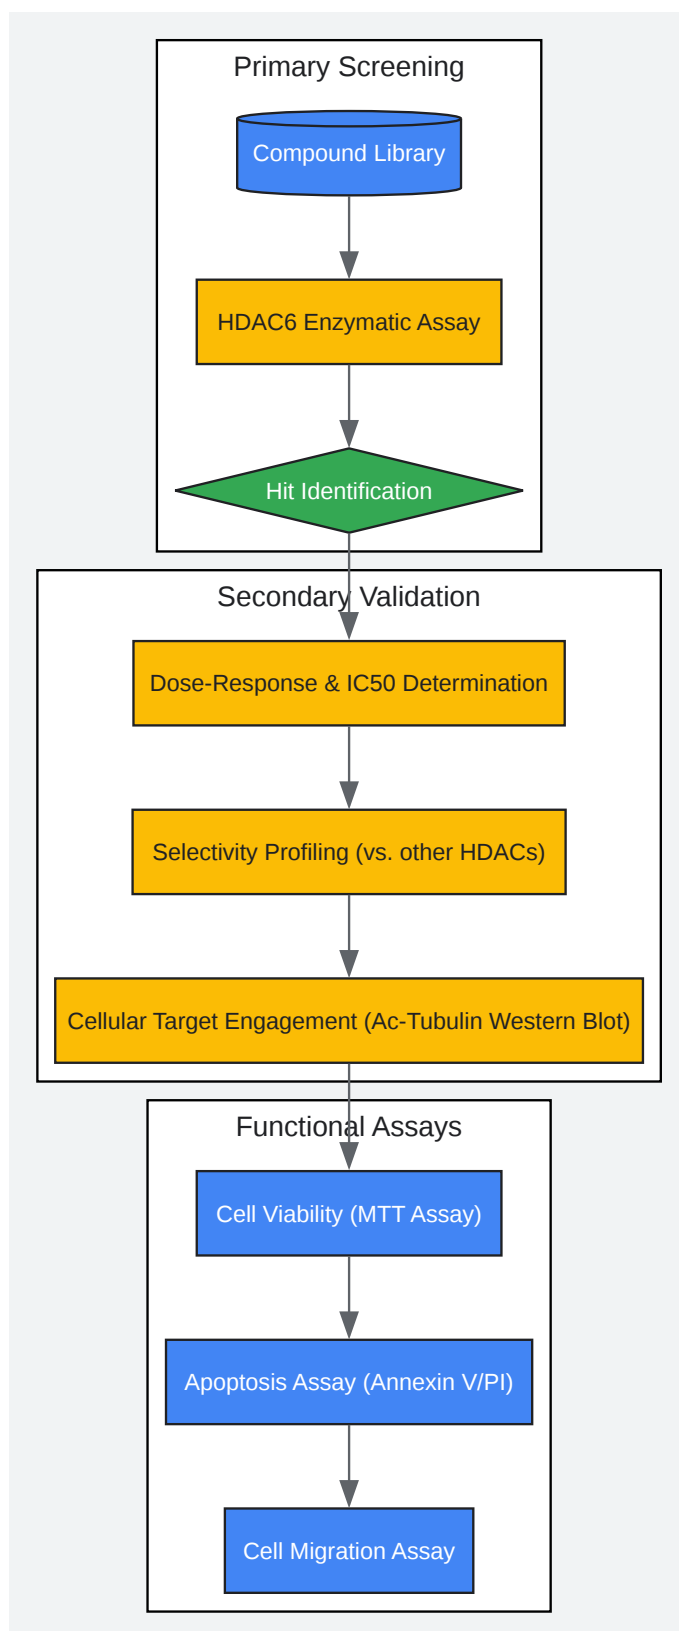 Primary Screening
Compound Library
HDAC6 Enzymatic Assay
Hit Identification
Secondary Validation
Dose-Response & IC50 Determination
Selectivity Profiling (vs. other HDACs)
Cellular Target Engagement (Ac-Tubulin Western Blot)
Functional Assays
Cell Viability (MTT Assay)
Apoptosis Assay (Annexin V/PI)
Cell Migration Assay